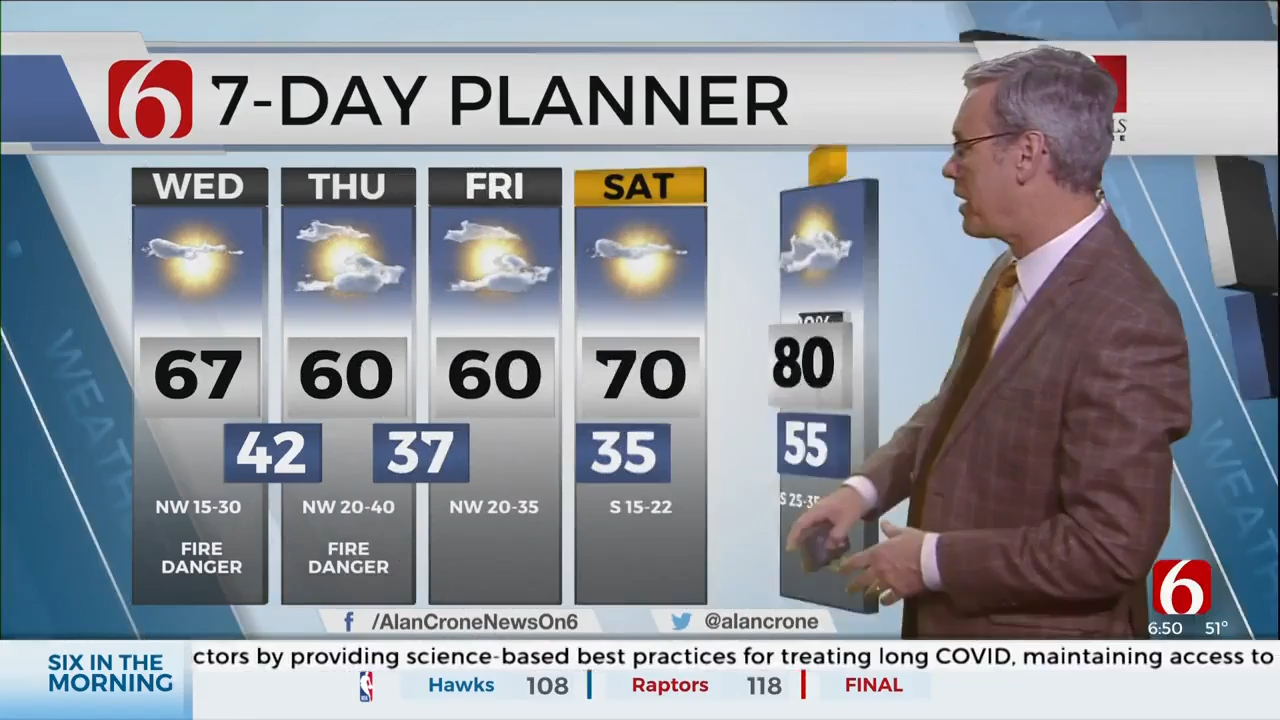 6 7-DAY PLANNER
WED THU FRI SAT
67 60 60 70 80
42 37 35 55
NW 15-30 NW 20-40 NW 20-35 S 15-22
FIRE DANGER FIRE DANGER
/AlanCroneNewsOn6 @alancrone
6
6:50 51°
SIX IN THE MORNING
ctors by providing science-based best practices for treating long COVID, maintaining access to
Hawks 108 Raptors 118 FINAL